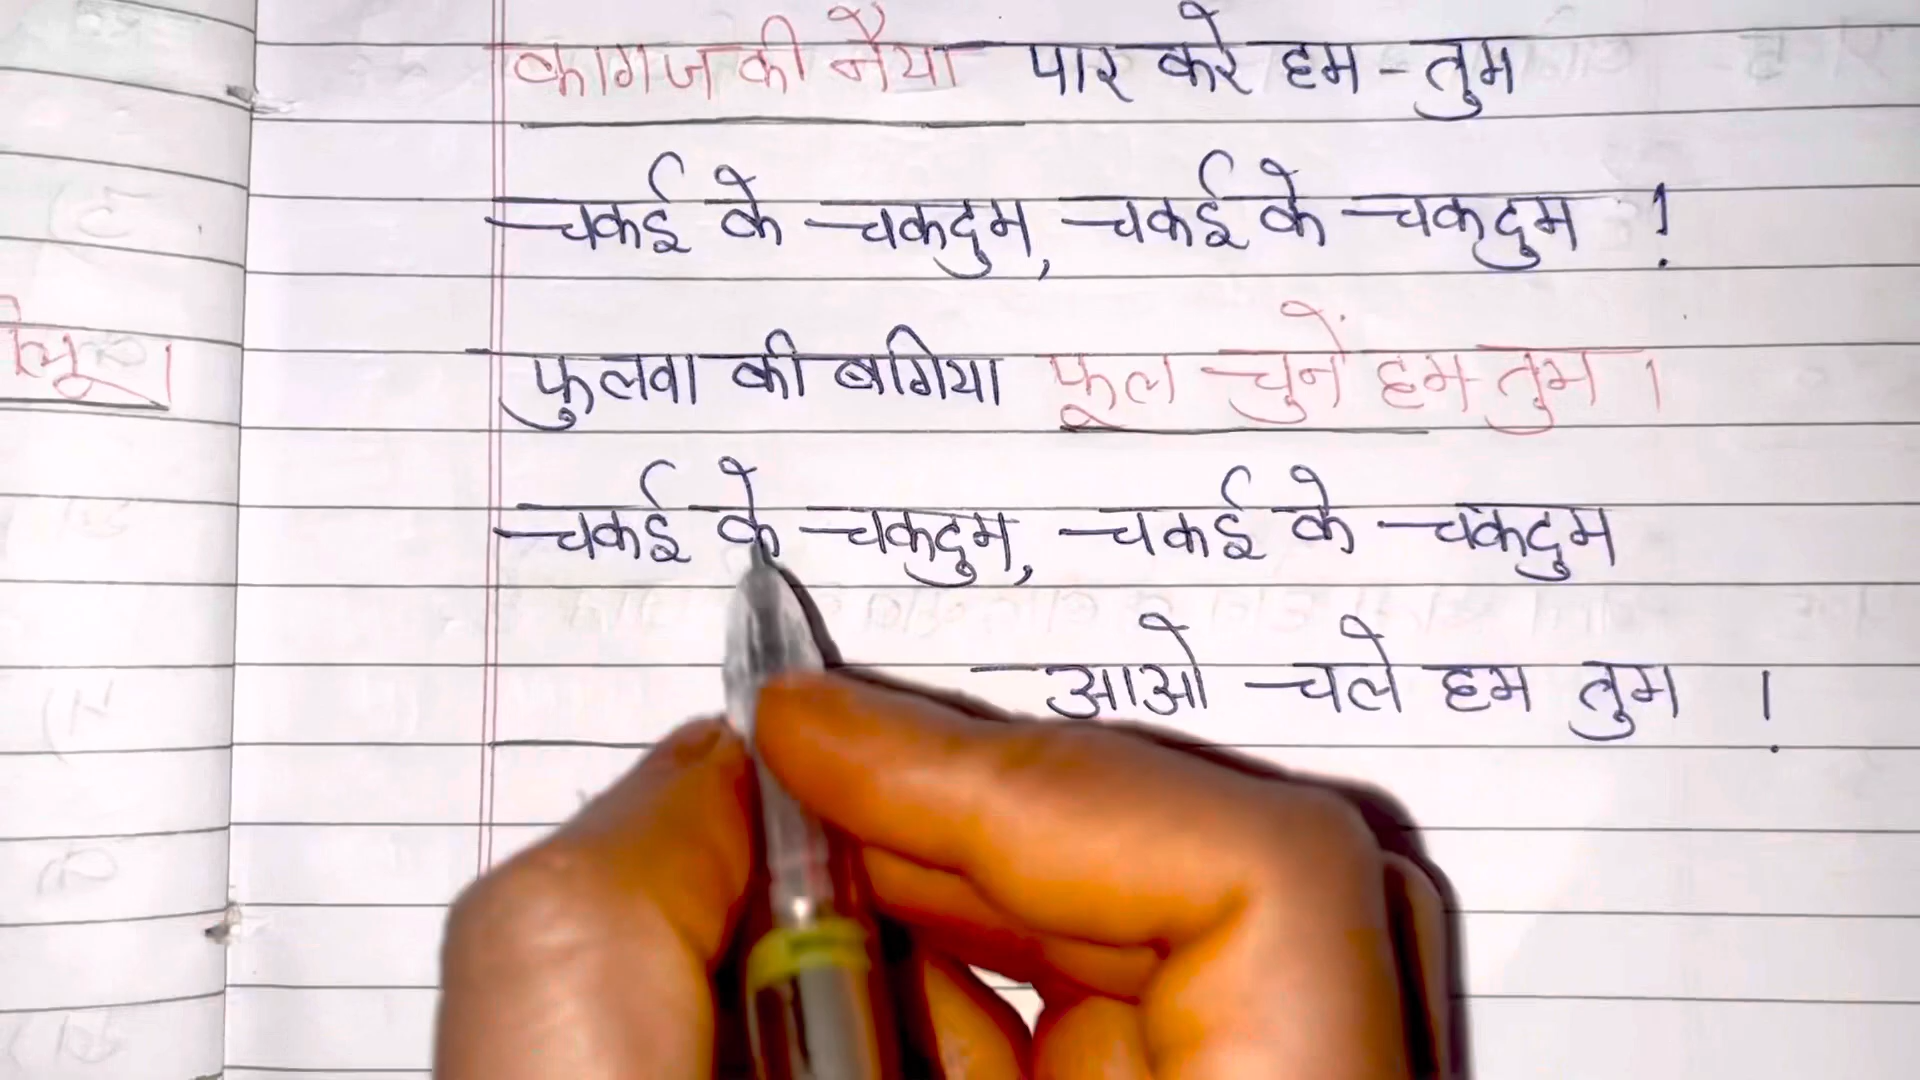 कागज की नैया पार करे हम-तुम
चकई के चकदुम, चकई के चकदुम !
फुलवा की बगिया फूल चुनें हम-तुम ।
चकई के चकदुम, चकई के चकदुम
आओ चले हम तुम ।